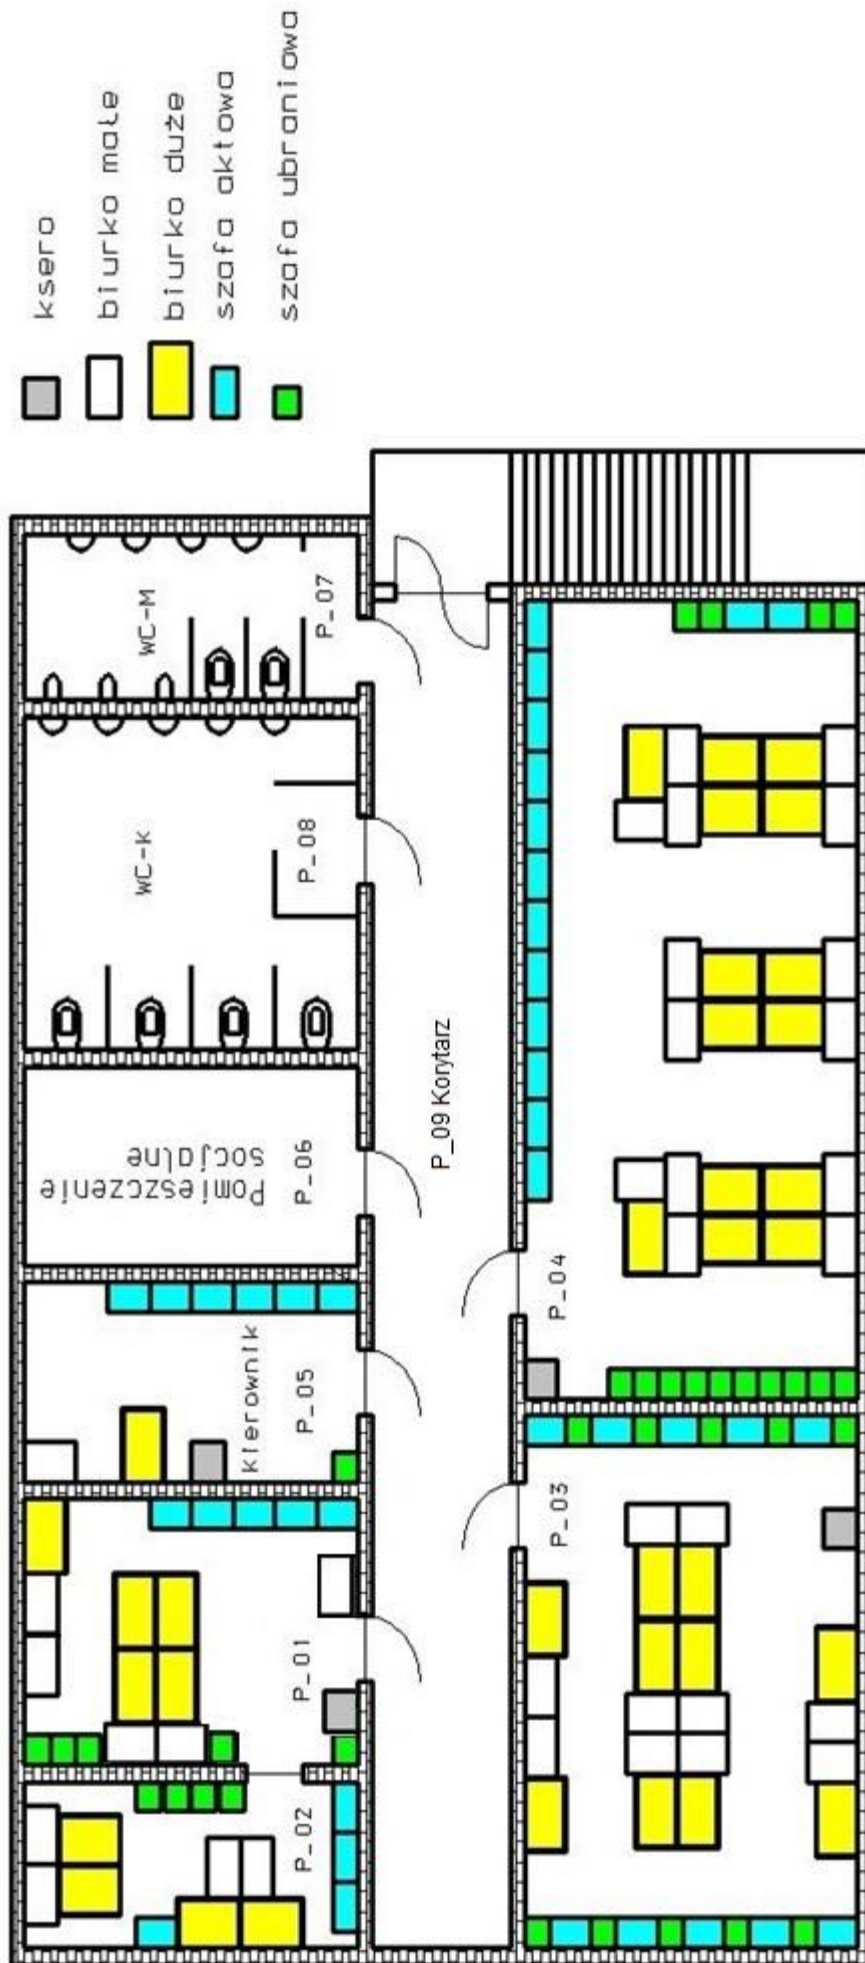 ksero
biurko małe
biurko duże
szafa aktowa
szafa ubraniowa
WC-M
P_07
WC-K
P_08
Pomieszczenie
socjalne
P_06
P_09 Korytarz
kierownik
P_05
P_04
P_03
P_01
P_02